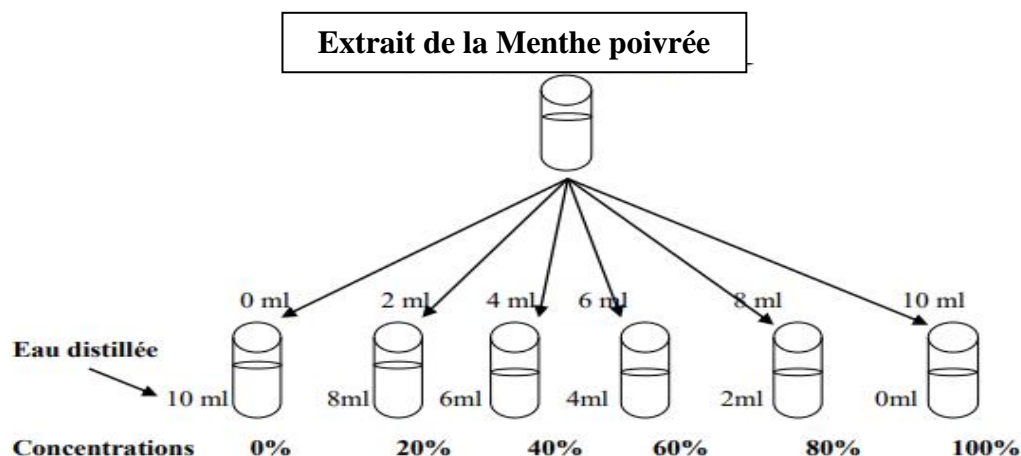 Extrait de la Menthe poivrée
0 ml 2 ml 4 ml 6 ml 8 ml 10 ml
Eau distillée
10 ml 8ml 6ml 4ml 2ml 0ml
Concentrations 0% 20% 40% 60% 80% 100%